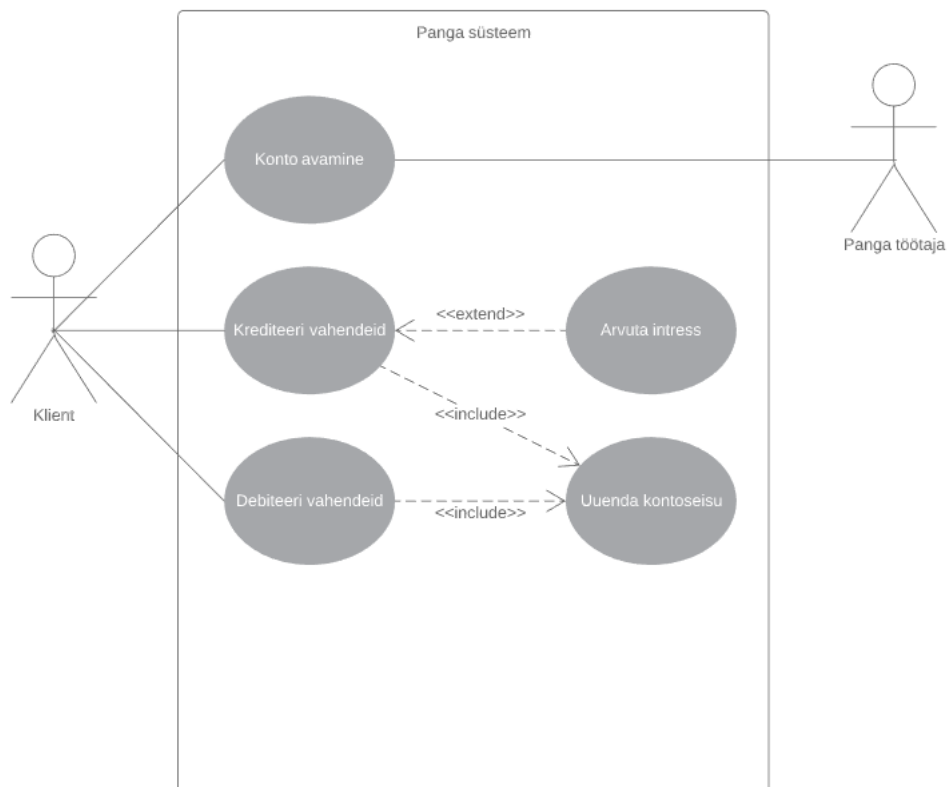 Panga süsteem
Konto avamine
Panga töötaja
Krediteeri vahendeid
<<extend>>
Arvuta intress
Klient
<<include>>
Debiteeri vahendeid
<<include>>
Uuenda kontoseisu